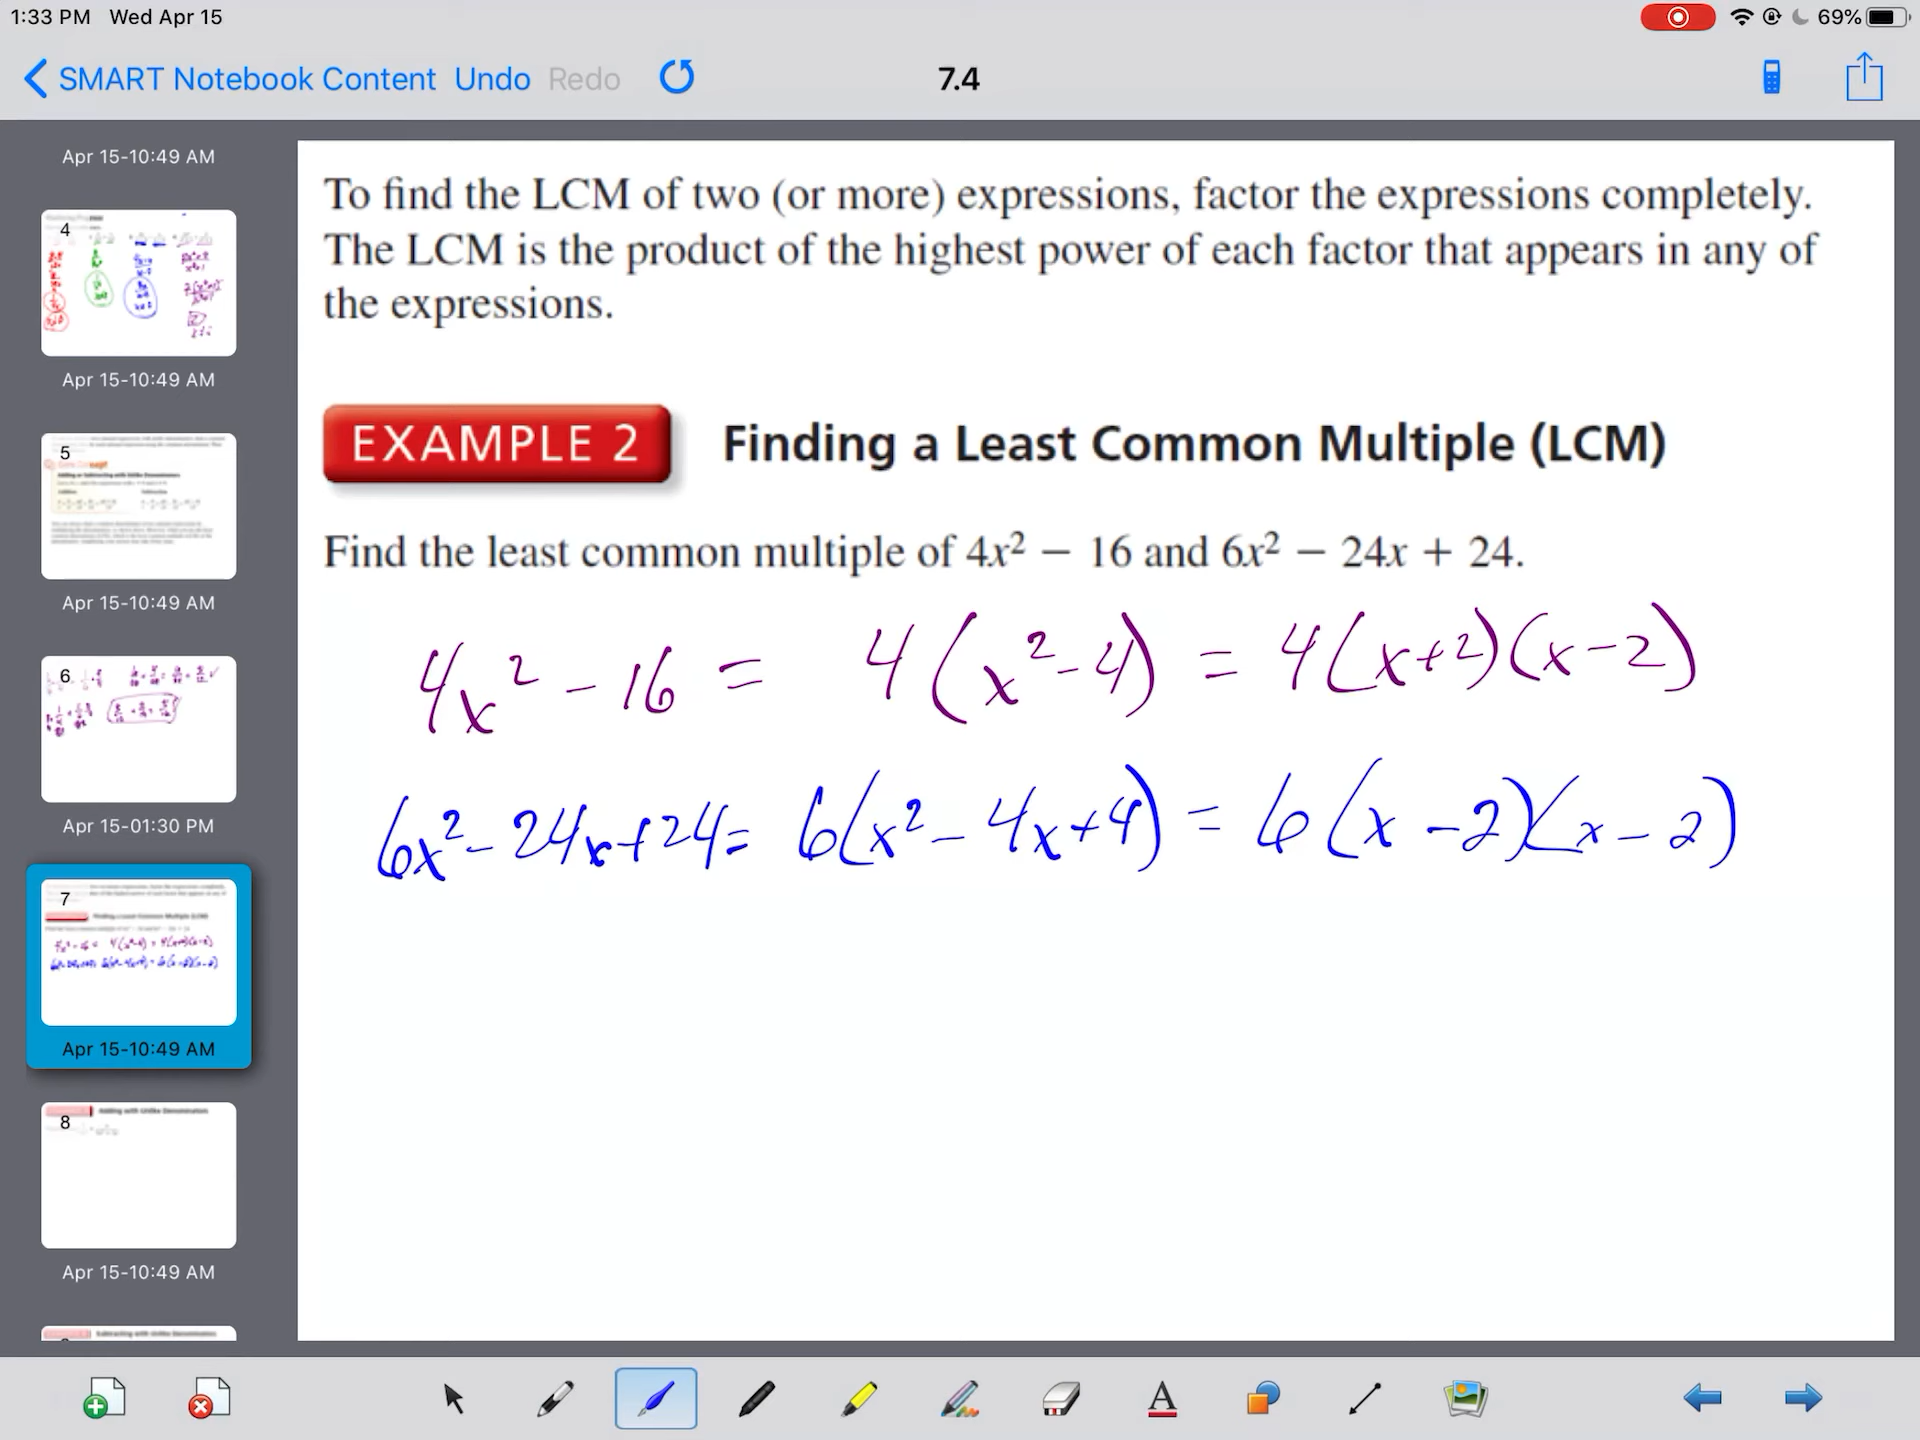 1:33 PM Wed Apr 15
69%
SMART Notebook Content Undo Redo
7.4
Apr 15-10:49 AM
4
Apr 15-10:49 AM
5
Apr 15-10:49 AM
6
Apr 15-01:30 PM
7
Apr 15-10:49 AM
8
Apr 15-10:49 AM
To find the LCM of two (or more) expressions, factor the expressions completely.
The LCM is the product of the highest power of each factor that appears in any of
the expressions.
EXAMPLE 2 Finding a Least Common Multiple (LCM)
Find the least common multiple of 4x² − 16 and 6x² − 24x + 24.
4x² - 16 = 4(x² - 4) = 4(x+2)(x-2)
6x² - 24x + 24 = 6(x² - 4x + 4) = 6(x - 2)(x - 2)
A